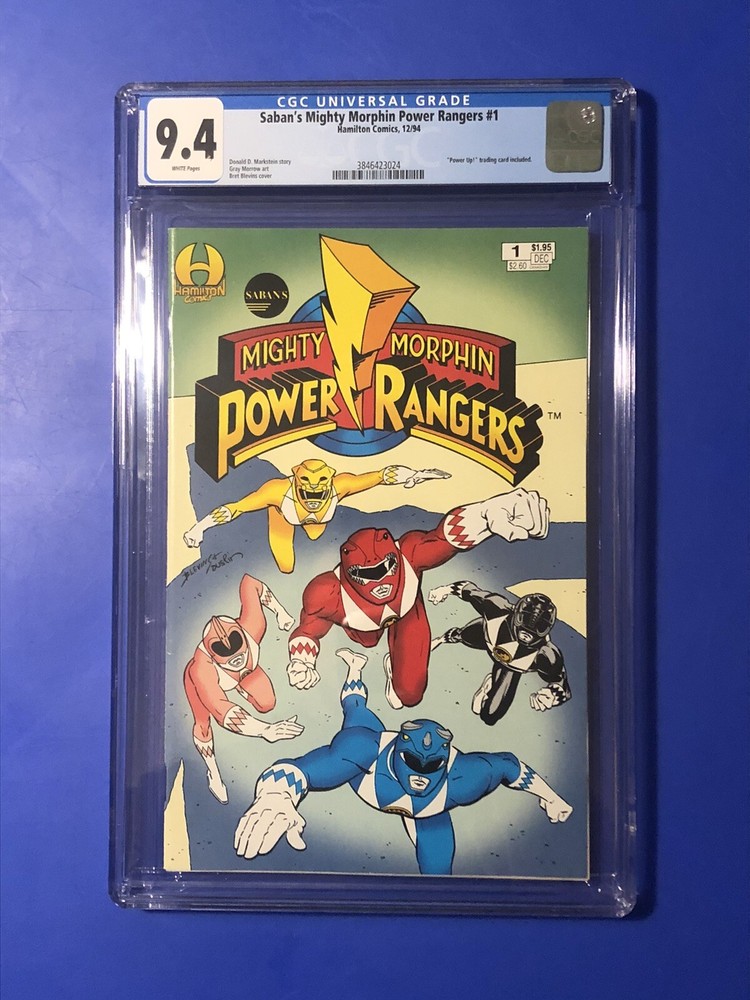 CGC UNIVERSAL GRADE
9.4
WHITE Pages
Saban's Mighty Morphin Power Rangers #1
Hamilton Comics, 12/94
Donald D. Markstein story
Gray Morrow art
Bret Blevins cover
3846423024
"Power Up!" trading card included.
CGC
H
HAMILTON
Comics
SABAN'S
1 $1.95
$2.60 DEC
MIGHTY MORPHIN
POWER RANGERS TM
BLEVINS +